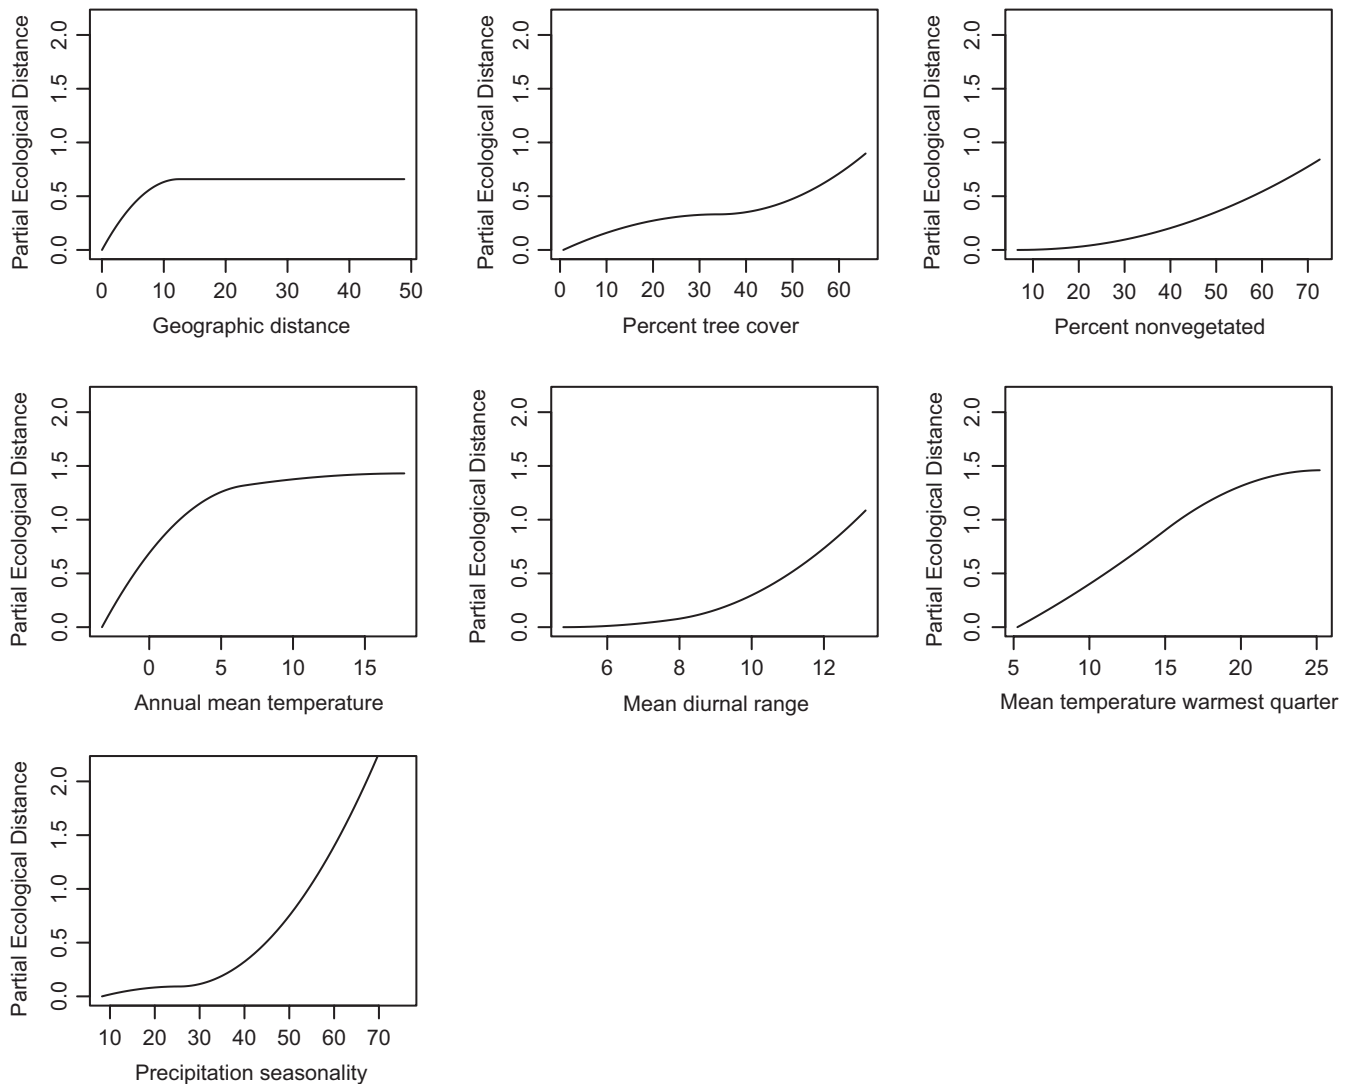 Partial Ecological Distance
0.0 0.5 1.0 1.5 2.0
0 10 20 30 40 50
Geographic distance
Partial Ecological Distance
0.0 0.5 1.0 1.5 2.0
0 10 20 30 40 50 60
Percent tree cover
Partial Ecological Distance
0.0 0.5 1.0 1.5 2.0
10 20 30 40 50 60 70
Percent nonvegetated
Partial Ecological Distance
0.0 0.5 1.0 1.5 2.0
0 5 10 15
Annual mean temperature
Partial Ecological Distance
0.0 0.5 1.0 1.5 2.0
6 8 10 12
Mean diurnal range
Partial Ecological Distance
0.0 0.5 1.0 1.5 2.0
5 10 15 20 25
Mean temperature warmest quarter
Partial Ecological Distance
0.0 0.5 1.0 1.5 2.0
10 20 30 40 50 60 70
Precipitation seasonality